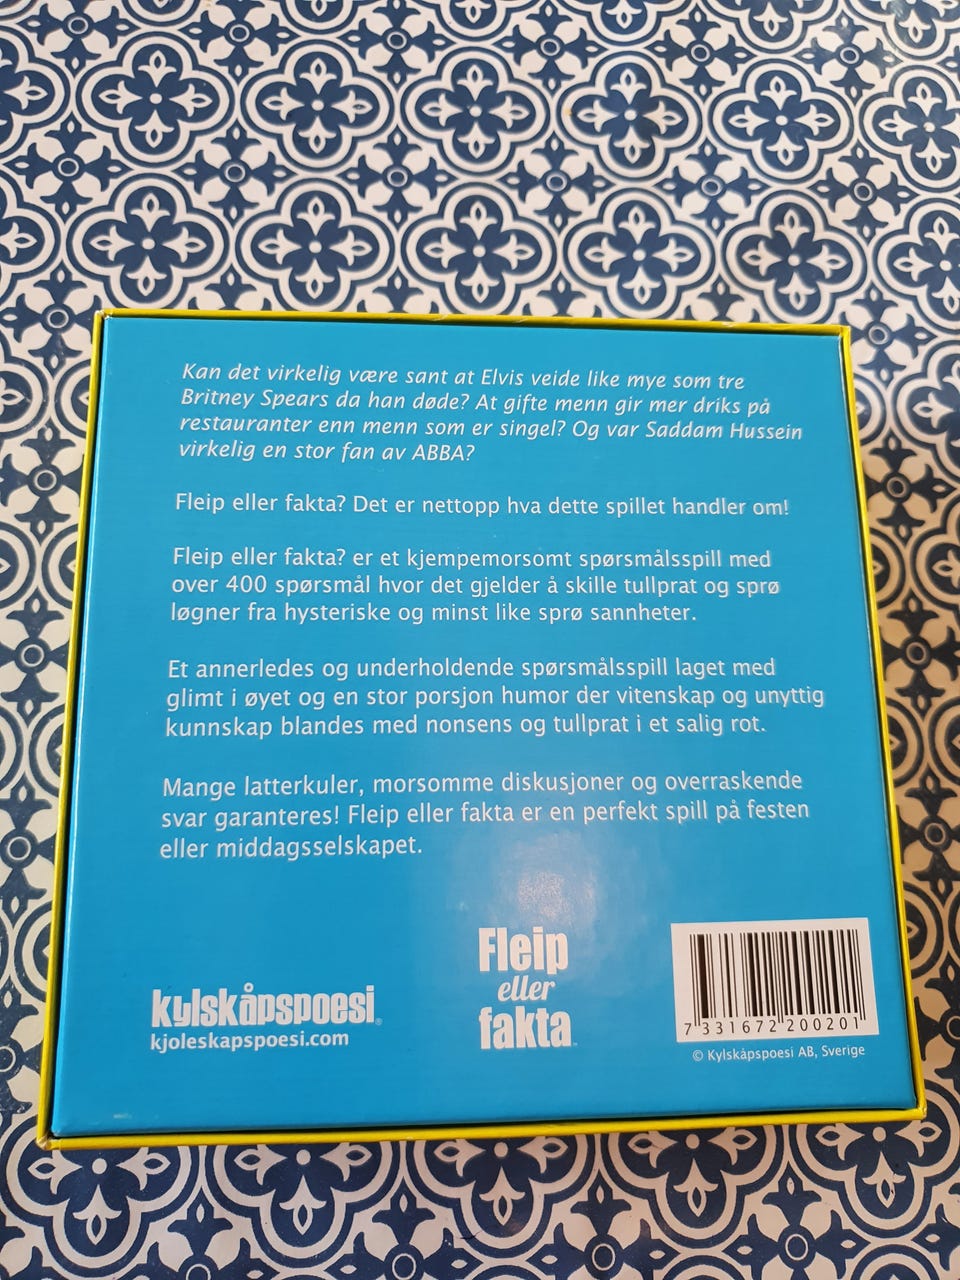 Kan det virkelig være sant at Elvis veide like mye som tre
Britney Spears da han døde? At gifte menn gir mer driks på
restauranter enn menn som er singel? Og var Saddam Hussein
virkelig en stor fan av ABBA?
Fleip eller fakta? Det er nettopp hva dette spillet handler om!
Fleip eller fakta? er et kjempemorsomt spørsmålsspill med
over 400 spørsmål hvor det gjelder å skille tullprat og sprø
løgner fra hysteriske og minst like sprø sannheter.
Et annerledes og underholdende spørsmålsspill laget med
glimt i øyet og en stor porsjon humor der vitenskap og unyttig
kunnskap blandes med nonsens og tullprat i et salig rot.
Mange latterkuler, morsomme diskusjoner og overraskende
svar garanteres! Fleip eller fakta er en perfekt spill på festen
eller middagsselskapet.
kylskåpspoesi®
kjoleskapspoesi.com
Fleip
eller
fakta™
7 331672 200201
© Kylskåpspoesi AB, Sverige